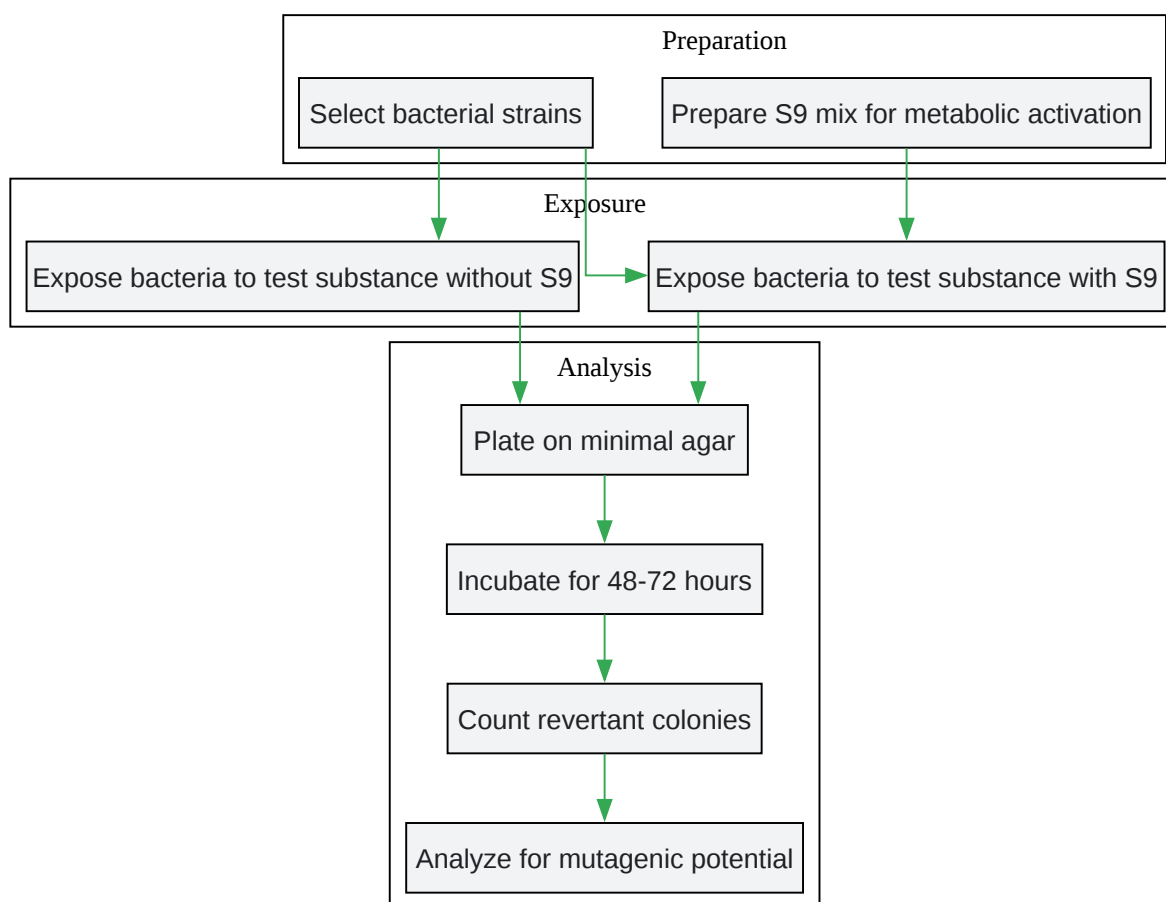 Preparation
Select bacterial strains
Prepare S9 mix for metabolic activation
Exposure
Expose bacteria to test substance without S9
Expose bacteria to test substance with S9
Analysis
Plate on minimal agar
Incubate for 48-72 hours
Count revertant colonies
Analyze for mutagenic potential